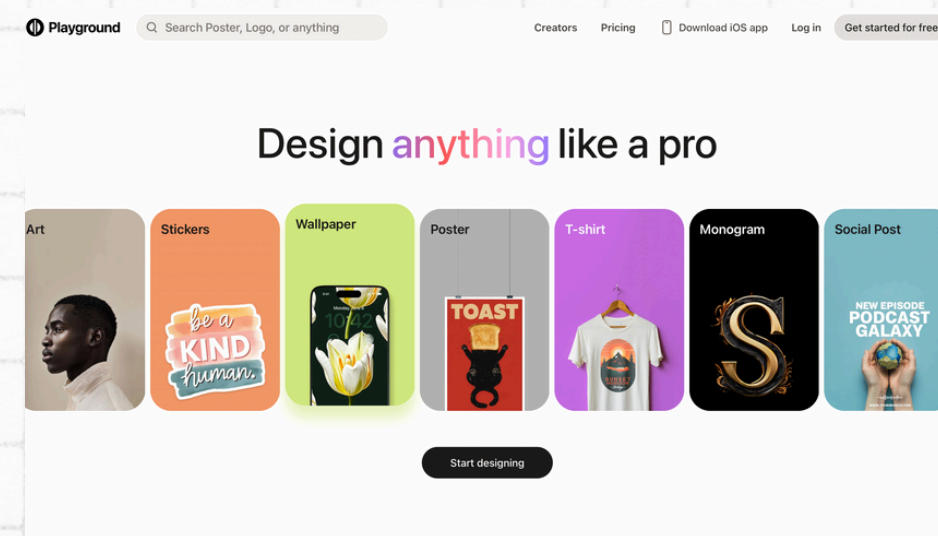 Playground
Search Poster, Logo, or anything
Creators
Pricing
Download iOS app
Log in
Get started for free
Design anything like a pro
Art
Stickers
be a
KIND
human.
Wallpaper
10:42
Poster
TOAST
T-shirt
SUNSET
Monogram
S
Social Post
NEW EPISODE
PODCAST
GALAXY
Start designing